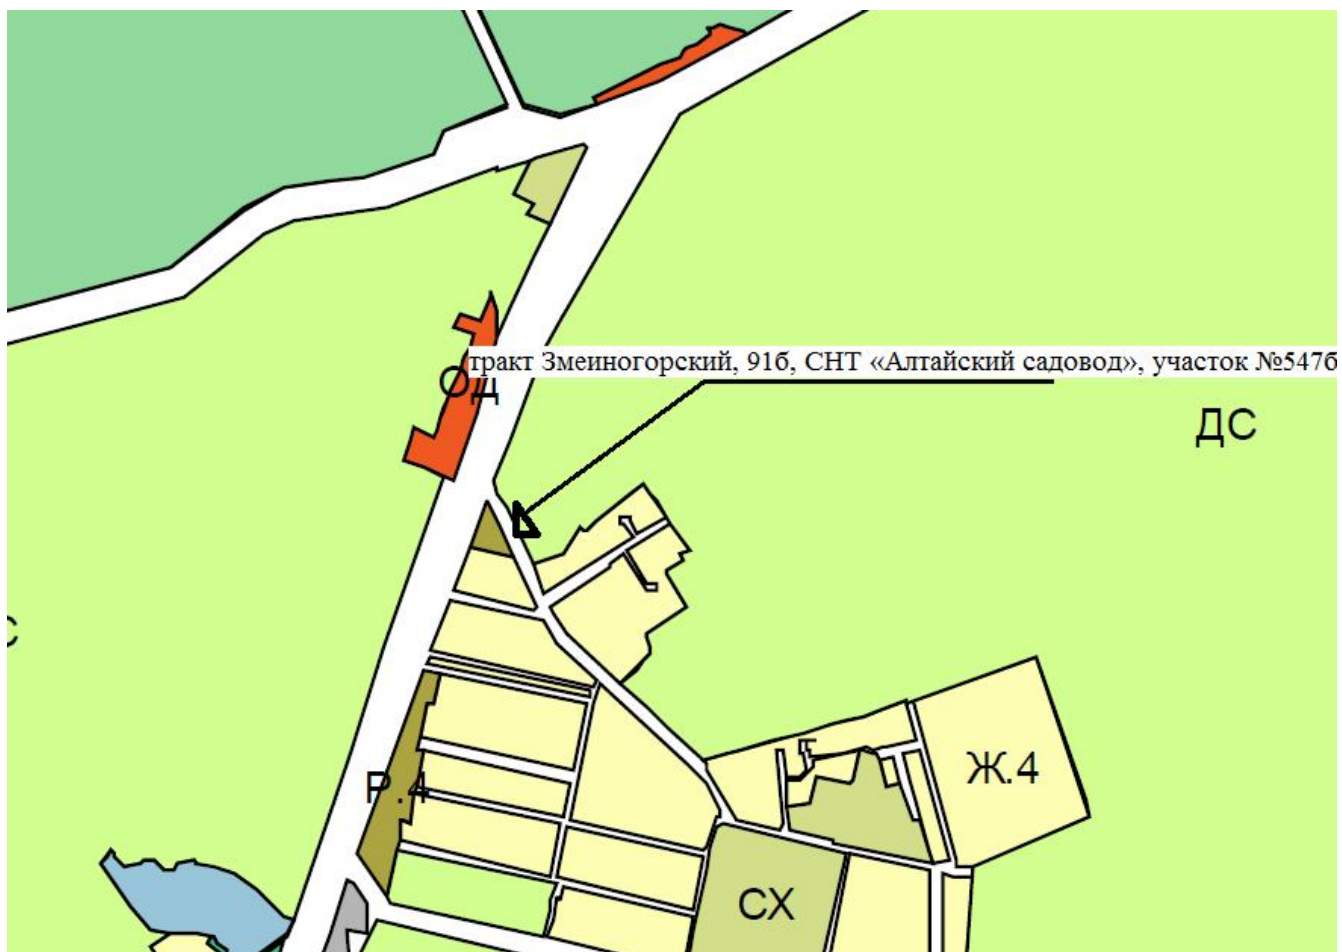 тракт Змеиногорский, 91б, СНТ «Алтайский садовод», участок №547б
ОД
ДС
С
Ж.4
Р.4
СХ